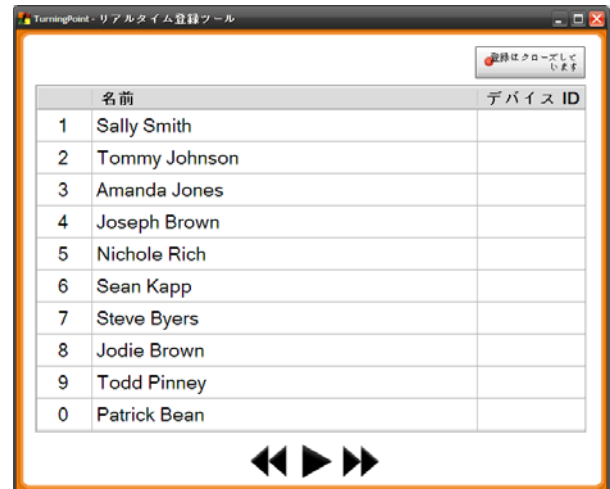 TurningPoint - リアルタイム登録ツール
登録はクローズして
います
名前 デバイス ID
1 Sally Smith
2 Tommy Johnson
3 Amanda Jones
4 Joseph Brown
5 Nichole Rich
6 Sean Kapp
7 Steve Byers
8 Jodie Brown
9 Todd Pinney
0 Patrick Bean